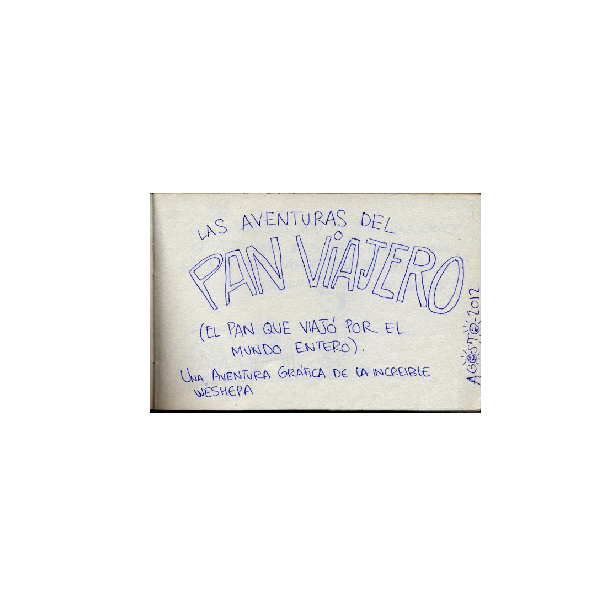 LAS AVENTURAS DEL
PAN VIAJERO
(EL PAN QUE VIAJÓ POR EL
MUNDO ENTERO).
UNA AVENTURA GRÁFICA DE LA INCREIBLE
WESHEPA
AGOSTO-2012